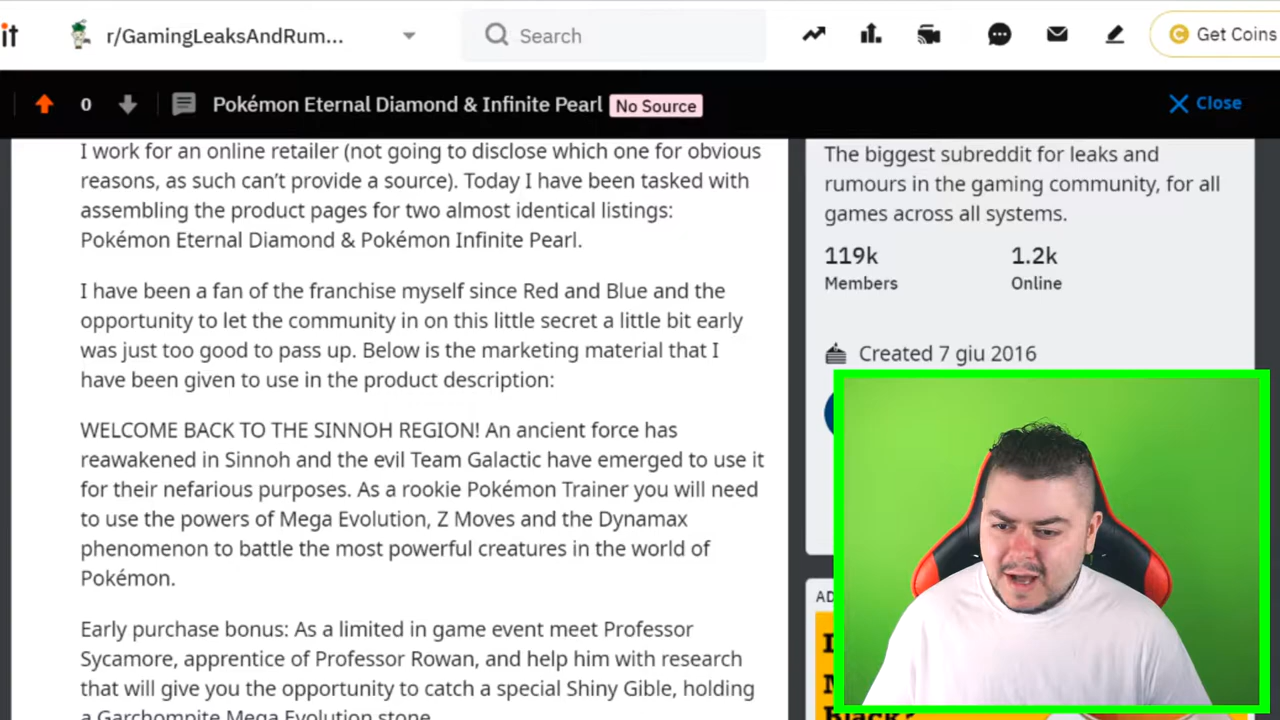 it r/GamingLeaksAndRum... Search Get Coins
0 Pokémon Eternal Diamond & Infinite Pearl No Source Close
I work for an online retailer (not going to disclose which one for obvious
reasons, as such can't provide a source). Today I have been tasked with
assembling the product pages for two almost identical listings:
Pokémon Eternal Diamond & Pokémon Infinite Pearl.
I have been a fan of the franchise myself since Red and Blue and the
opportunity to let the community in on this little secret a little bit early
was just too good to pass up. Below is the marketing material that I
have been given to use in the product description:
WELCOME BACK TO THE SINNOH REGION! An ancient force has
reawakened in Sinnoh and the evil Team Galactic have emerged to use it
for their nefarious purposes. As a rookie Pokémon Trainer you will need
to use the powers of Mega Evolution, Z Moves and the Dynamax
phenomenon to battle the most powerful creatures in the world of
Pokémon.
Early purchase bonus: As a limited in game event meet Professor
Sycamore, apprentice of Professor Rowan, and help him with research
that will give you the opportunity to catch a special Shiny Gible, holding
a Garchompite Mega Evolution stone
The biggest subreddit for leaks and
rumours in the gaming community, for all
games across all systems.
119k 1.2k
Members Online
Created 7 giu 2016